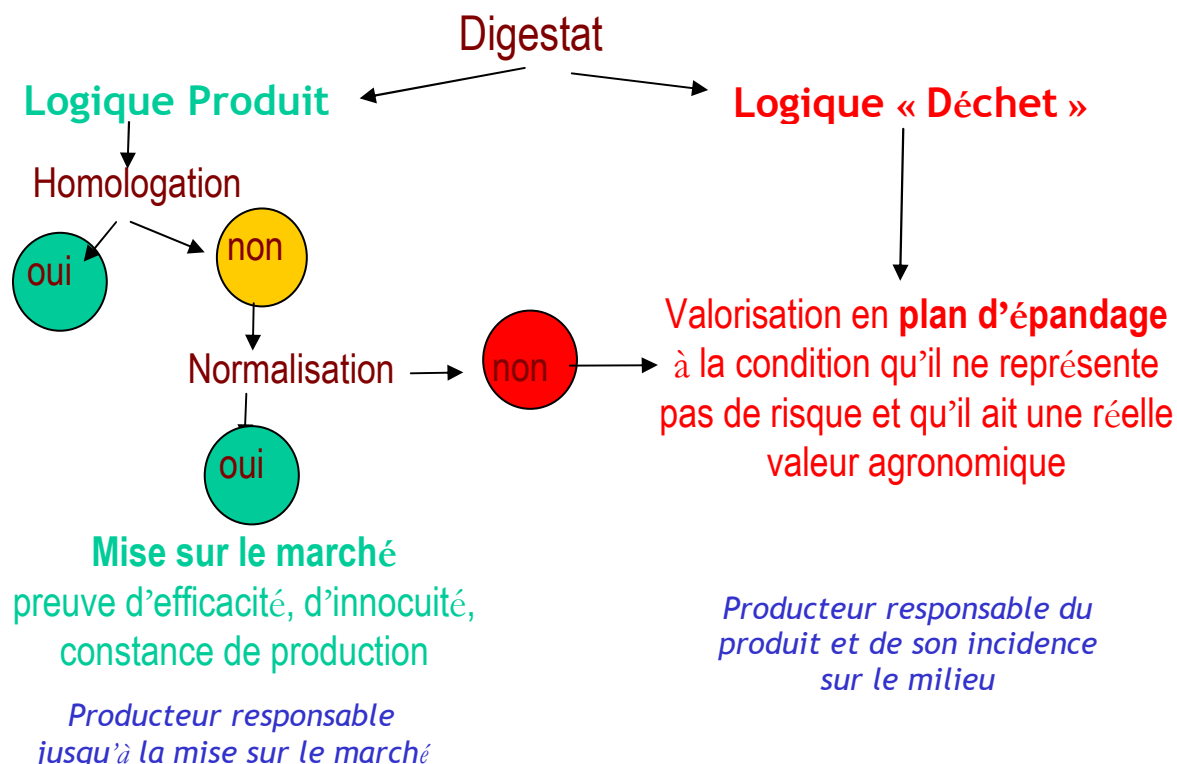 Digestat
Logique Produit
Logique « Déchet »
Homologation
oui
non
Normalisation
non
oui
Valorisation en plan d’épandage
à la condition qu’il ne représente
pas de risque et qu’il ait une réelle
valeur agronomique
Mise sur le marché
preuve d’efficacité, d’innocuité,
constance de production
Producteur responsable du
produit et de son incidence
sur le milieu
Producteur responsable
jusqu’à la mise sur le marché